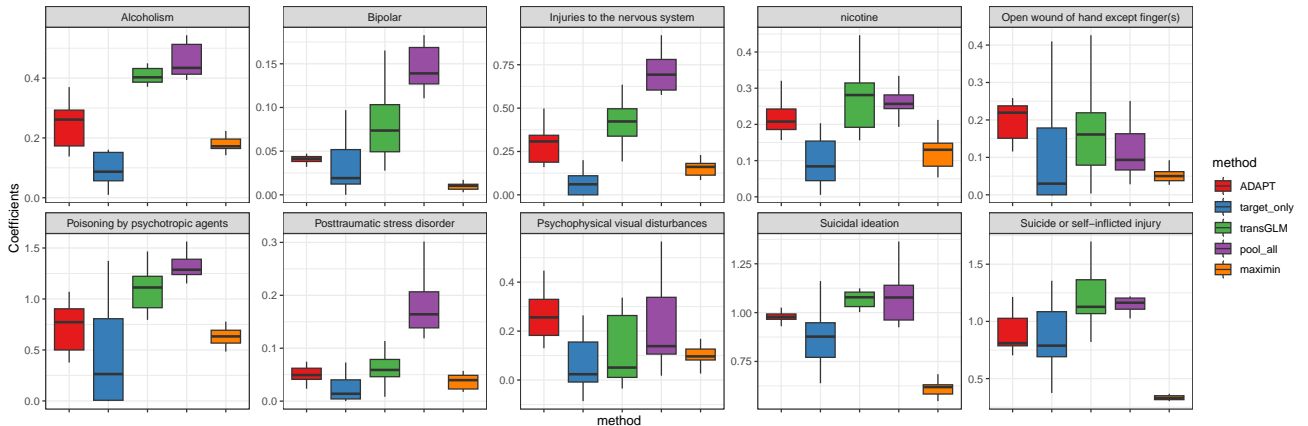 Alcoholism
Bipolar
Injuries to the nervous system
nicotine
Open wound of hand except finger(s)
0.4
0.2
0.0
0.15
0.10
0.05
0.00
0.75
0.50
0.25
0.00
0.4
0.3
0.2
0.1
0.0
0.4
0.3
0.2
0.1
0.0
Poisoning by psychotropic agents
Posttraumatic stress disorder
Psychophysical visual disturbances
Suicidal ideation
Suicide or self−inflicted injury
1.5
1.0
0.5
0.0
0.3
0.2
0.1
0.0
0.4
0.2
0.0
1.25
1.00
0.75
1.5
1.0
0.5
Coefficients
method
method
ADAPT
target_only
transGLM
pool_all
maximin